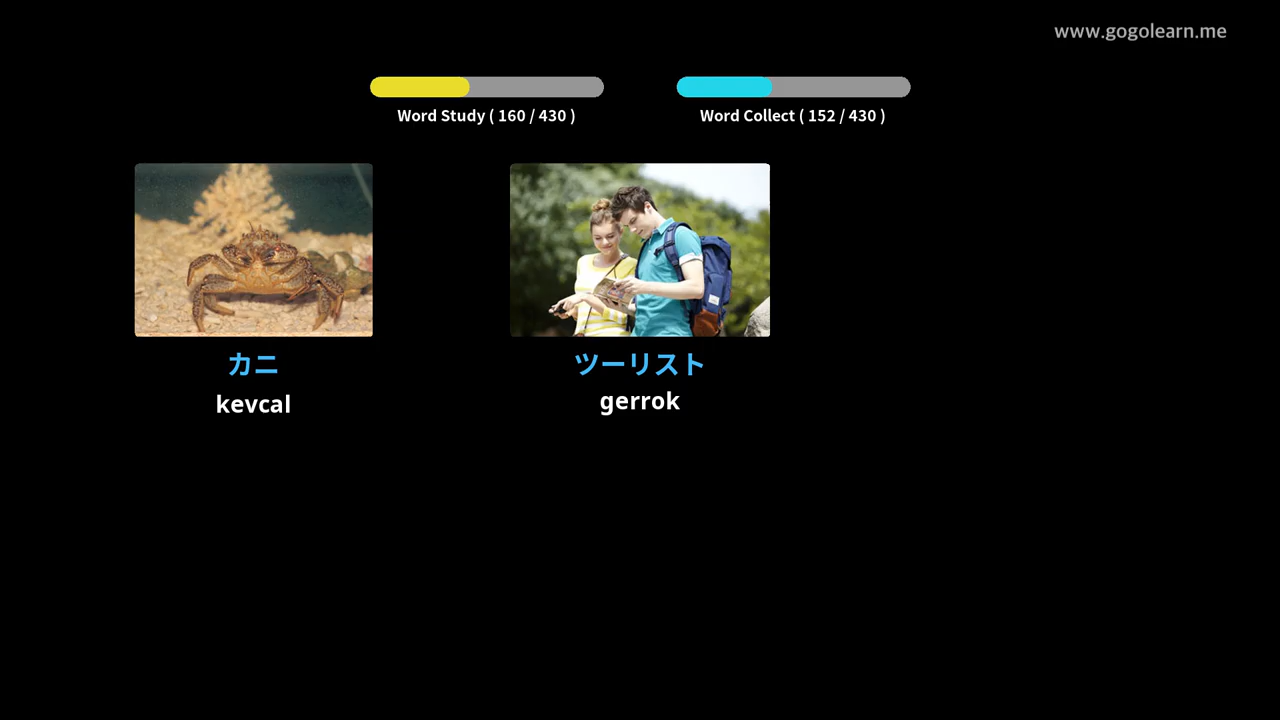 www.gogolearn.me
Word Study ( 160 / 430 )
Word Collect ( 152 / 430 )
カニ
kevcal
ツーリスト
gerrok